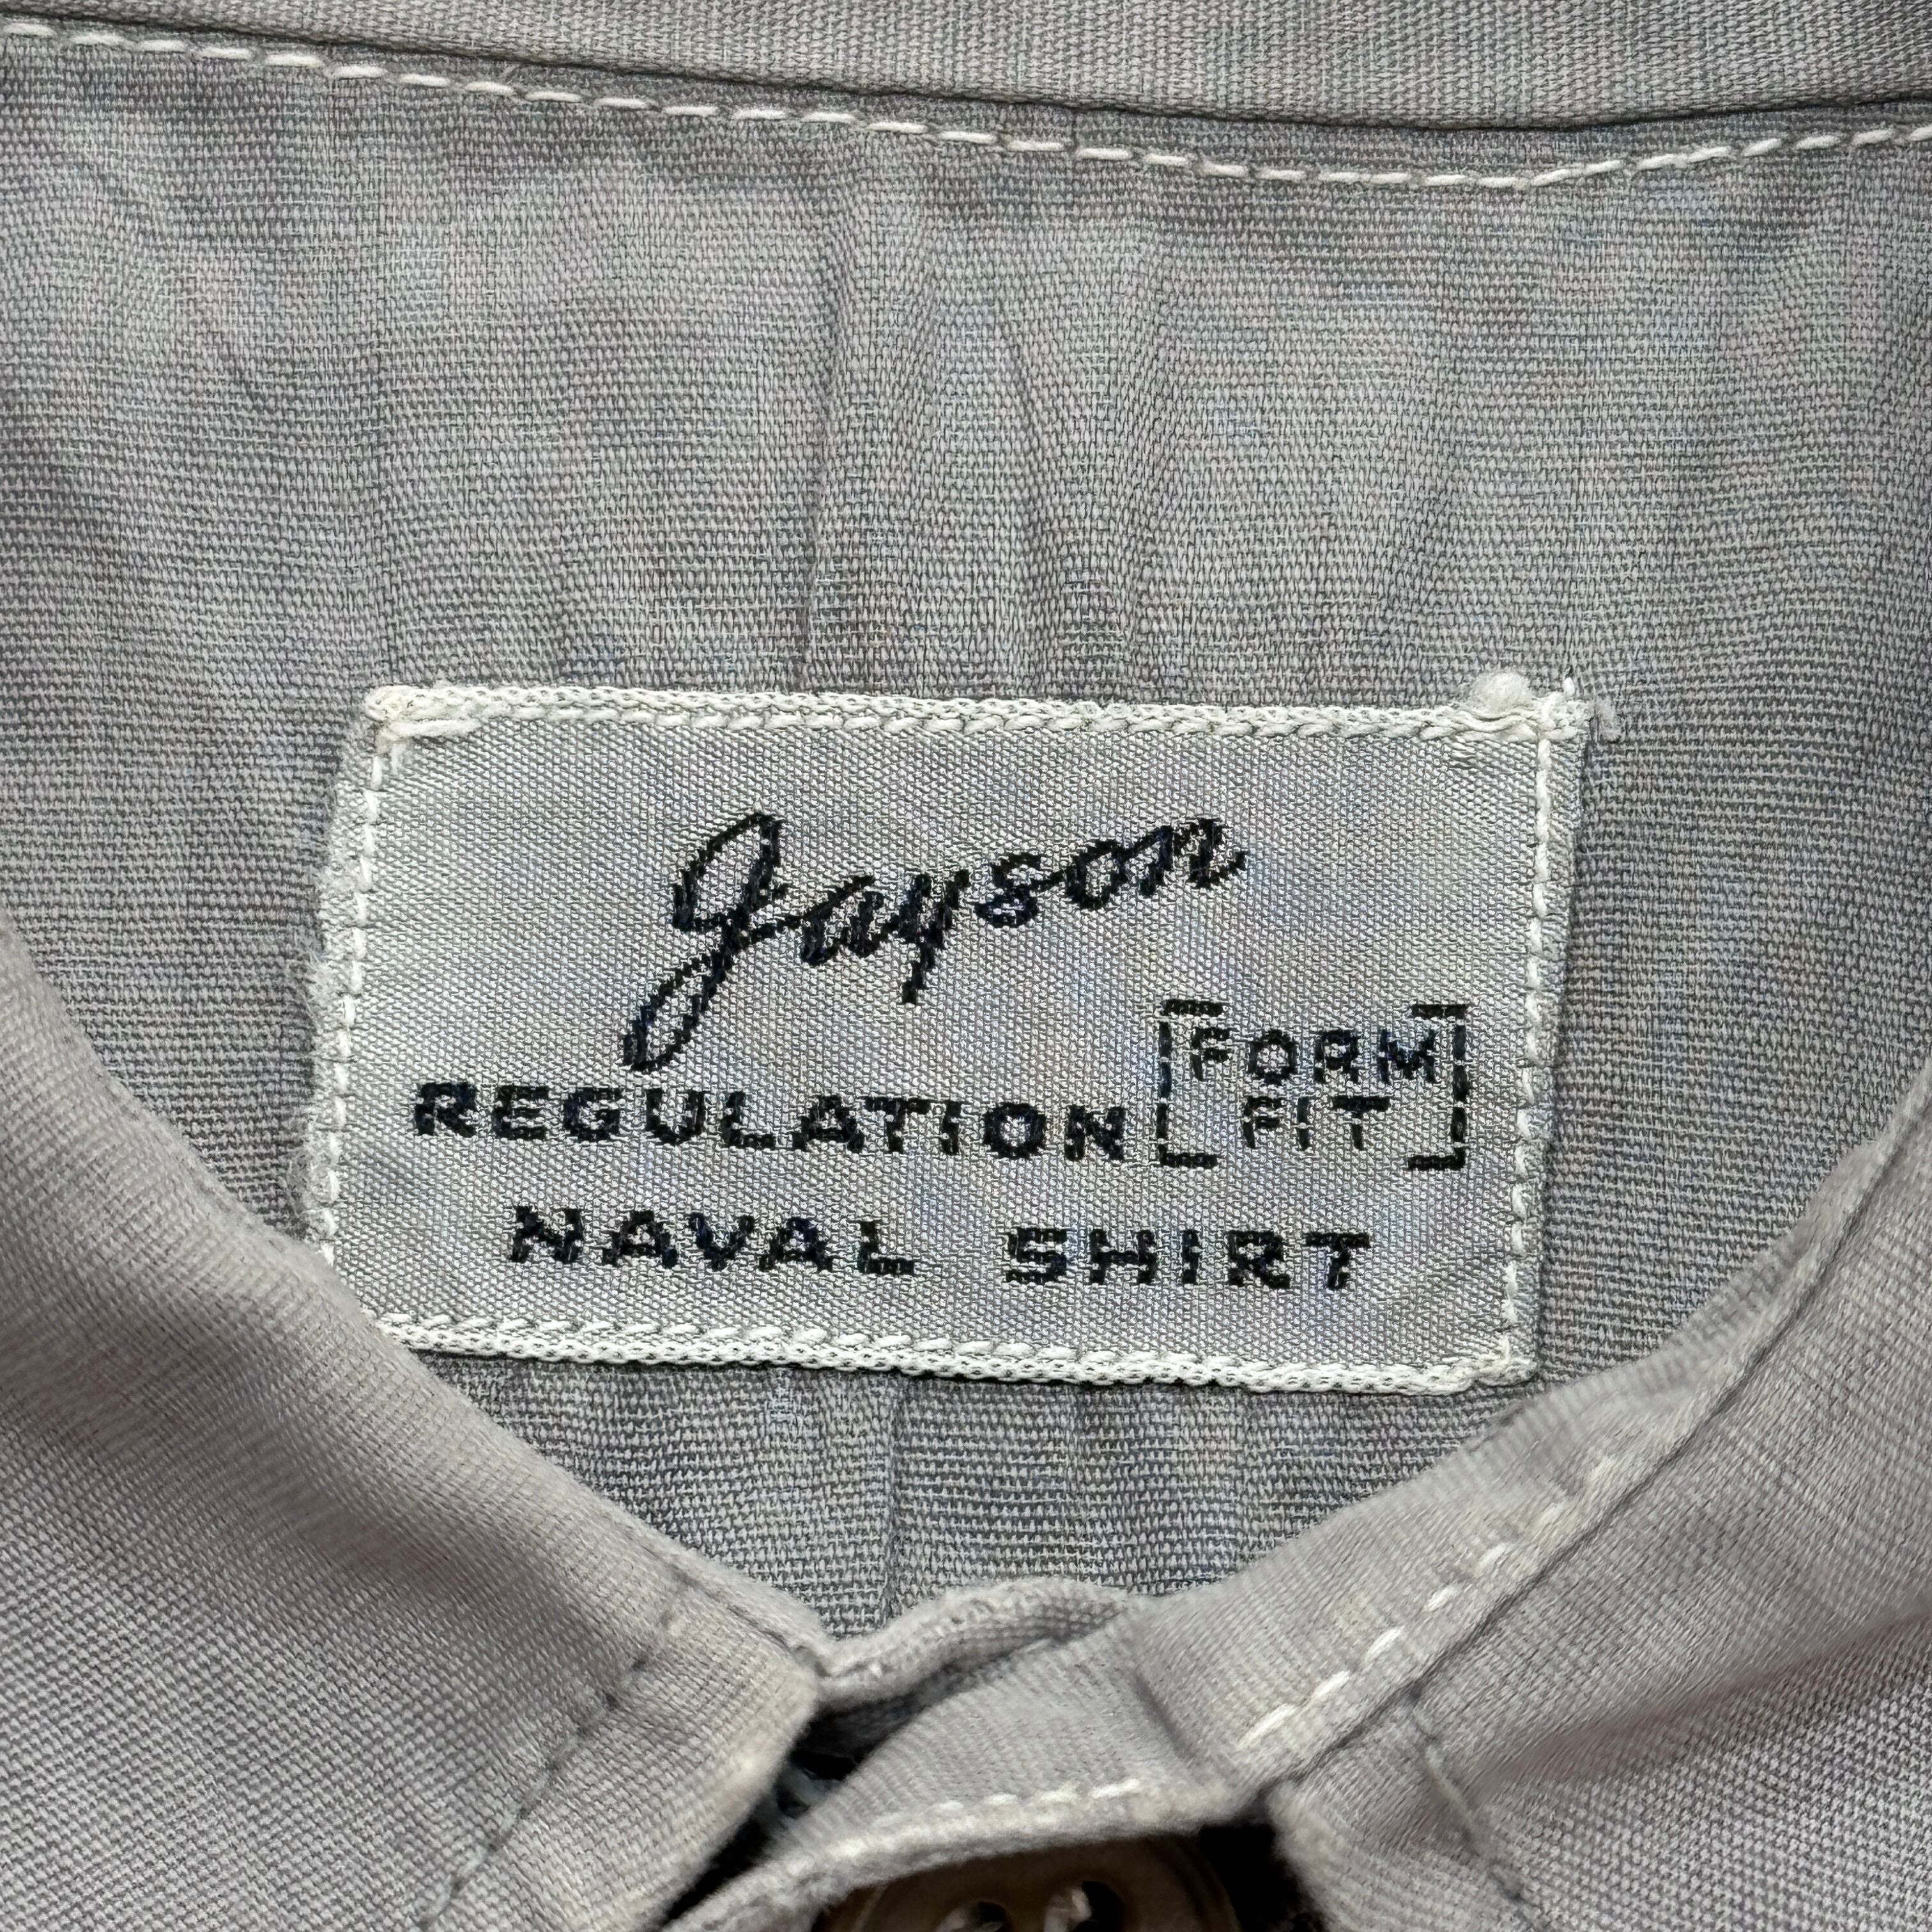 Jayson
REGULATION [FORM FIT]
NAVAL SHIRT